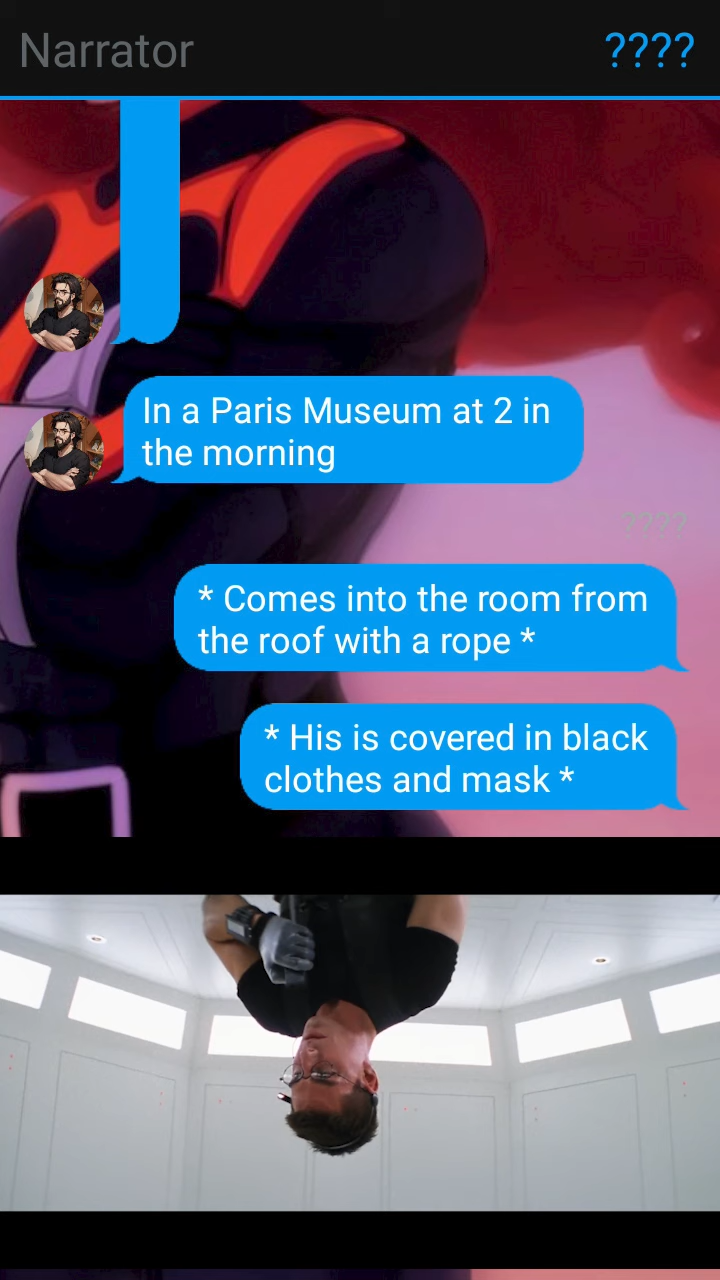 Narrator
????
In a Paris Museum at 2 in
the morning
????
* Comes into the room from
the roof with a rope *
* His is covered in black
clothes and mask *